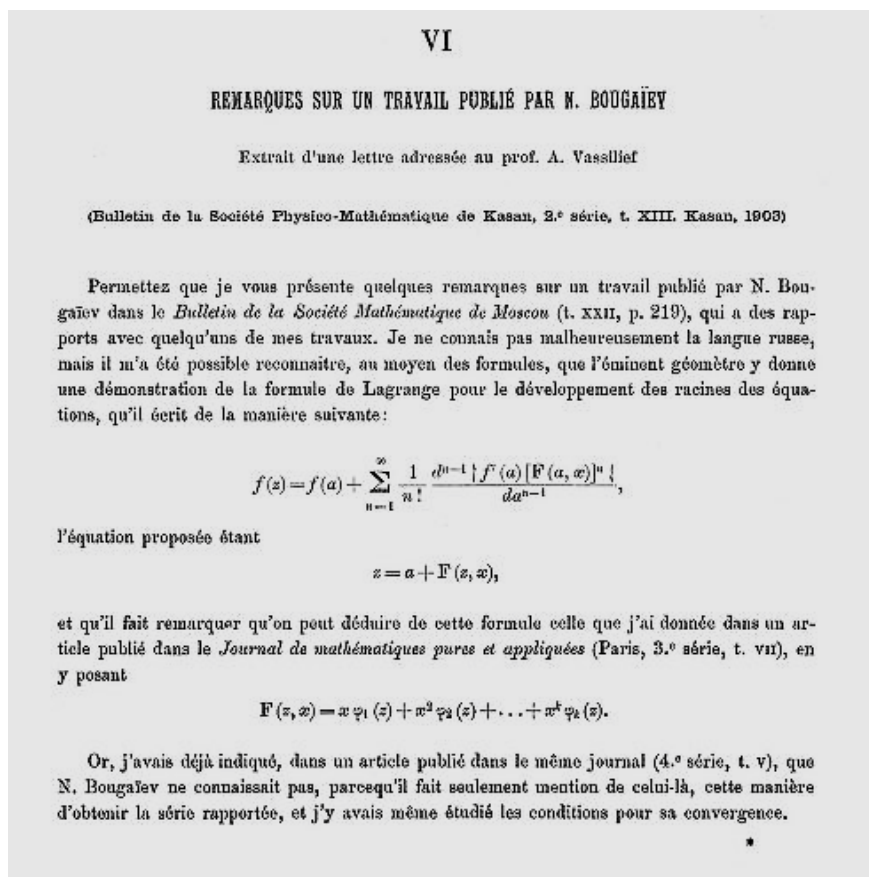 VI
REMARQUES SUR UN TRAVAIL PUBLIÉ PAR N. BOUGAÏEV
Extrait d'une lettre adressée au prof. A. Vassilief
(Bulletin de la Société Physico-Mathématique de Kasan, 2.e série, t. XIII. Kasan, 1903)
Permettez que je vous présente quelques remarques sur un travail publié par N. Bou-
gaïev dans le Bulletin de la Société Mathématique de Moscou (t. XXII, p. 219), qui a des rap-
ports avec quelqu'uns de mes travaux. Je ne connais pas malheureusement la langue russe,
mais il m'a été possible reconnaitre, au moyen des formules, que l'éminent géomètre y donne
une démonstration de la formule de Lagrange pour le développement des racines des équa-
tions, qu'il écrit de la manière suivante:
f(z) = f(a) + ∑_{n=1}^{∞} \frac{1}{n!} \frac{d^{n-1} { f'(a) [F(a, x)]^n }}{da^{n-1}},
l'équation proposée étant
z = a + F(z, x),
et qu'il fait remarquer qu'on peut déduire de cette formule celle que j'ai donnée dans un ar-
ticle publié dans le Journal de mathématiques pures et appliquées (Paris, 3.e série, t. VII), en
y posant
F(z, x) = x φ₁(z) + x² φ₂(z) + ... + x^k φ_k(z).
Or, j'avais déjà indiqué, dans un article publié dans le même journal (4.e série, t. V), que
N. Bougaïev ne connaissait pas, parcequ'il fait seulement mention de celui-là, cette manière
d'obtenir la série rapportée, et j'y avais même étudié les conditions pour sa convergence.
*